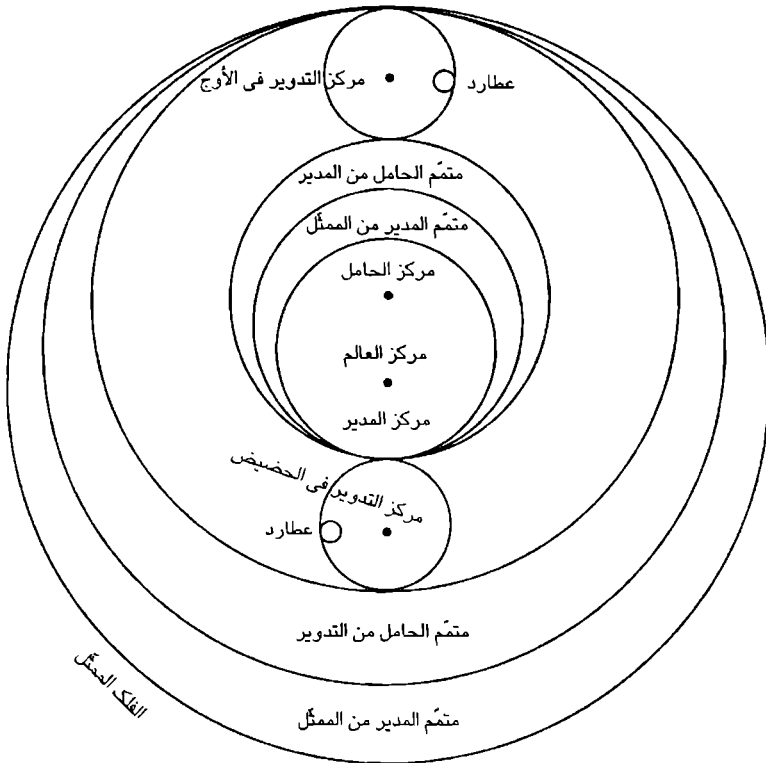 مركز التدوير فى الأوج
عطارد
متمّم الحامل من المدير
متمّم المدير من الممثّل
مركز الحامل
مركز العالم
مركز المدير
مركز التدوير فى الحضيض
عطارد
متمّم الحامل من التدوير
الفلك الممثّل
متمّم المدير من الممثّل